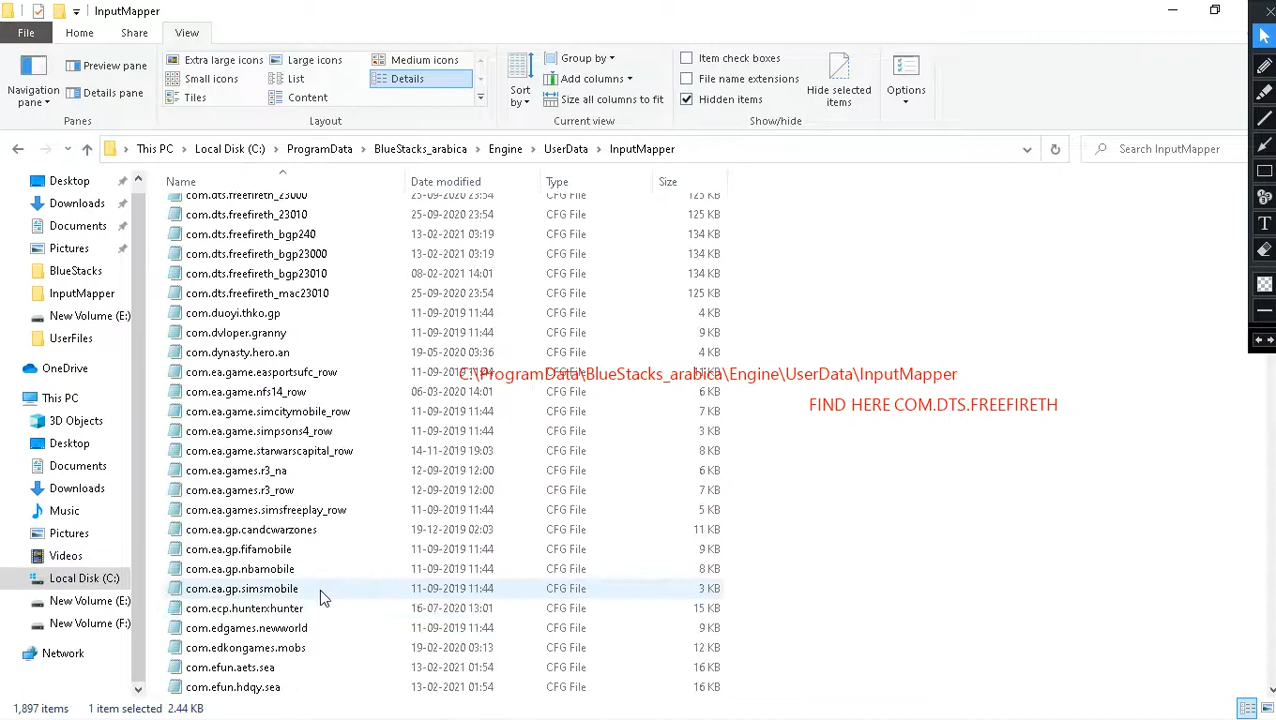 InputMapper
File Home Share View
Extra large icons Large icons Medium icons
Small icons List Details
Tiles Content
Preview pane
Details pane
Navigation pane
Panes
Layout
Sort by
Group by
Add columns
Size all columns to fit
Current view
Item check boxes
File name extensions
Hidden items
Hide selected items
Show/hide
Options
This PC > Local Disk (C:) > ProgramData > BlueStacks_arabica > Engine > UserData > InputMapper
Search InputMapper
Desktop
Downloads
Documents
Pictures
BlueStacks
InputMapper
New Volume (E:
Userfiles
OneDrive
This PC
3D Objects
Desktop
Documents
Downloads
Music
Pictures
Videos
Local Disk (C:)
New Volume (E:)
New Volume (F:)
Network
Name Date modified Type Size
com.dts.freefireth_23000 25-09-2020 23:54 CFG File 125 KB
com.dts.freefireth_23010 25-09-2020 23:54 CFG File 125 KB
com.dts.freefireth_bgp240 13-02-2021 03:19 CFG File 134 KB
com.dts.freefireth_bgp23000 13-02-2021 03:19 CFG File 134 KB
com.dts.freefireth_bgp23010 08-02-2021 14:01 CFG File 134 KB
com.dts.freefireth_mac23010 25-09-2020 23:54 CFG File 125 KB
11-09-2019 11:44 CFG File 4 KB
com.dvloper.granny 11-09-2019 11:44 CFG File 9 KB
com.dynasty.hero.an 19-05-2020 03:36 CFG File 4 KB
com.ea.game.easportsufc_row 11-09-2019 11:44 CFG File KB
com.ea.game.nfs14_row 06-03-2020 14:01 CFG File 6 KB
com.ea.game.simcitymobile_row 11-09-2019 11:44 CFG File 7 KB
com.ea.game.simpsons4_row 11-09-2019 11:44 CFG File 3 KB
com.ea.game.starwarscapital_row 14-11-2019 19:03 CFG File 8 KB
com.ea.games.r3_na 12-09-2019 12:00 CFG File 7 KB
com.ea.games.r3_row 12-09-2019 12:00 CFG File 7 KB
com.ea.games.simsfreeplay_row 11-09-2019 11:44 CFG File 5 KB
com.ea.gp.candcwarzones 19-12-2019 02:03 CFG File 11 KB
com.ea.gp.fifamobile 11-09-2019 11:44 CFG File 9 KB
com.ea.gp.nbamobile 11-09-2019 11:44 CFG File 8 KB
com.ea.gp.simsmobile 11-09-2019 11:44 CFG File 3 KB
com.ecp.hunterxhunter 16-07-2020 13:01 CFG File 15 KB
com.edgames.newworld 11-09-2019 11:44 CFG File 9 KB
com.edkongames.mobs 19-02-2020 03:13 CFG File 12 KB
com.efun.aets.sea 13-02-2021 01:54 CFG File 16 KB
com.efun.hdqy.sea 13-02-2021 01:54 CFG File 16 KB
C:\ProgramData\BlueStacks_arabica\Engine\UserData\InputMapper
FIND HERE COM.DTS.FREEFIRETH
1,897 items 1 item selected 2.44 KB